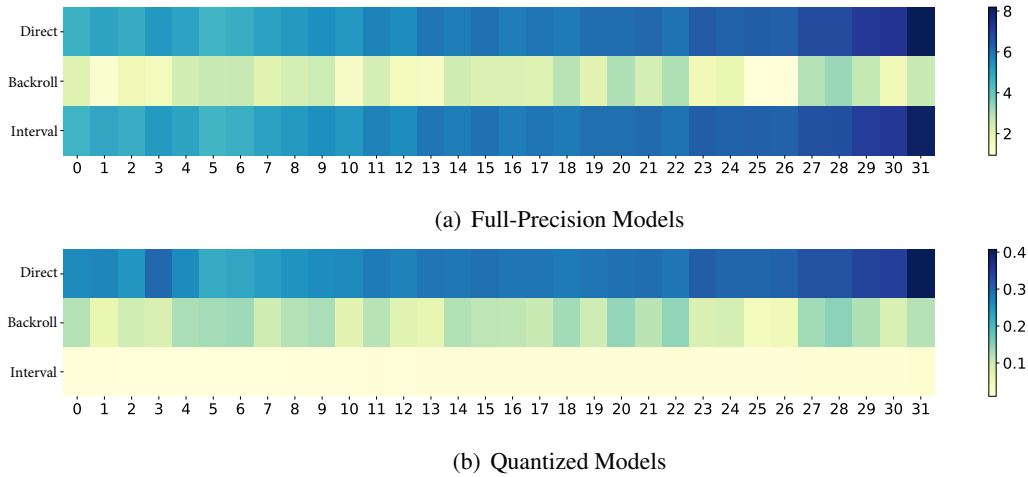 Direct
Backroll
Interval
0 1 2 3 4 5 6 7 8 9 10 11 12 13 14 15 16 17 18 19 20 21 22 23 24 25 26 27 28 29 30 31
8
6
4
2
(a) Full-Precision Models
Direct
Backroll
Interval
0 1 2 3 4 5 6 7 8 9 10 11 12 13 14 15 16 17 18 19 20 21 22 23 24 25 26 27 28 29 30 31
0.4
0.3
0.2
0.1
(b) Quantized Models